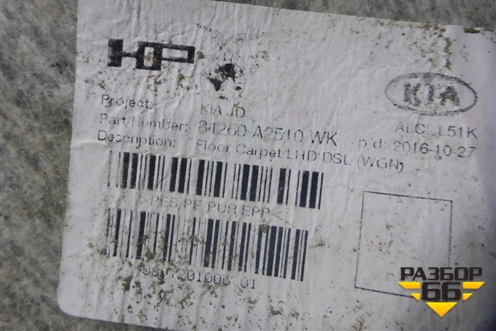 HP
KIA
Project: KIA JD ALC: L51K
Part Number: 84260-A2510 WK p/d: 2016-10-27
Description: Floor Carpet LHD DSL (WGN)
>PES,PE,PUR,EPP<
01
РАЗБОР
66